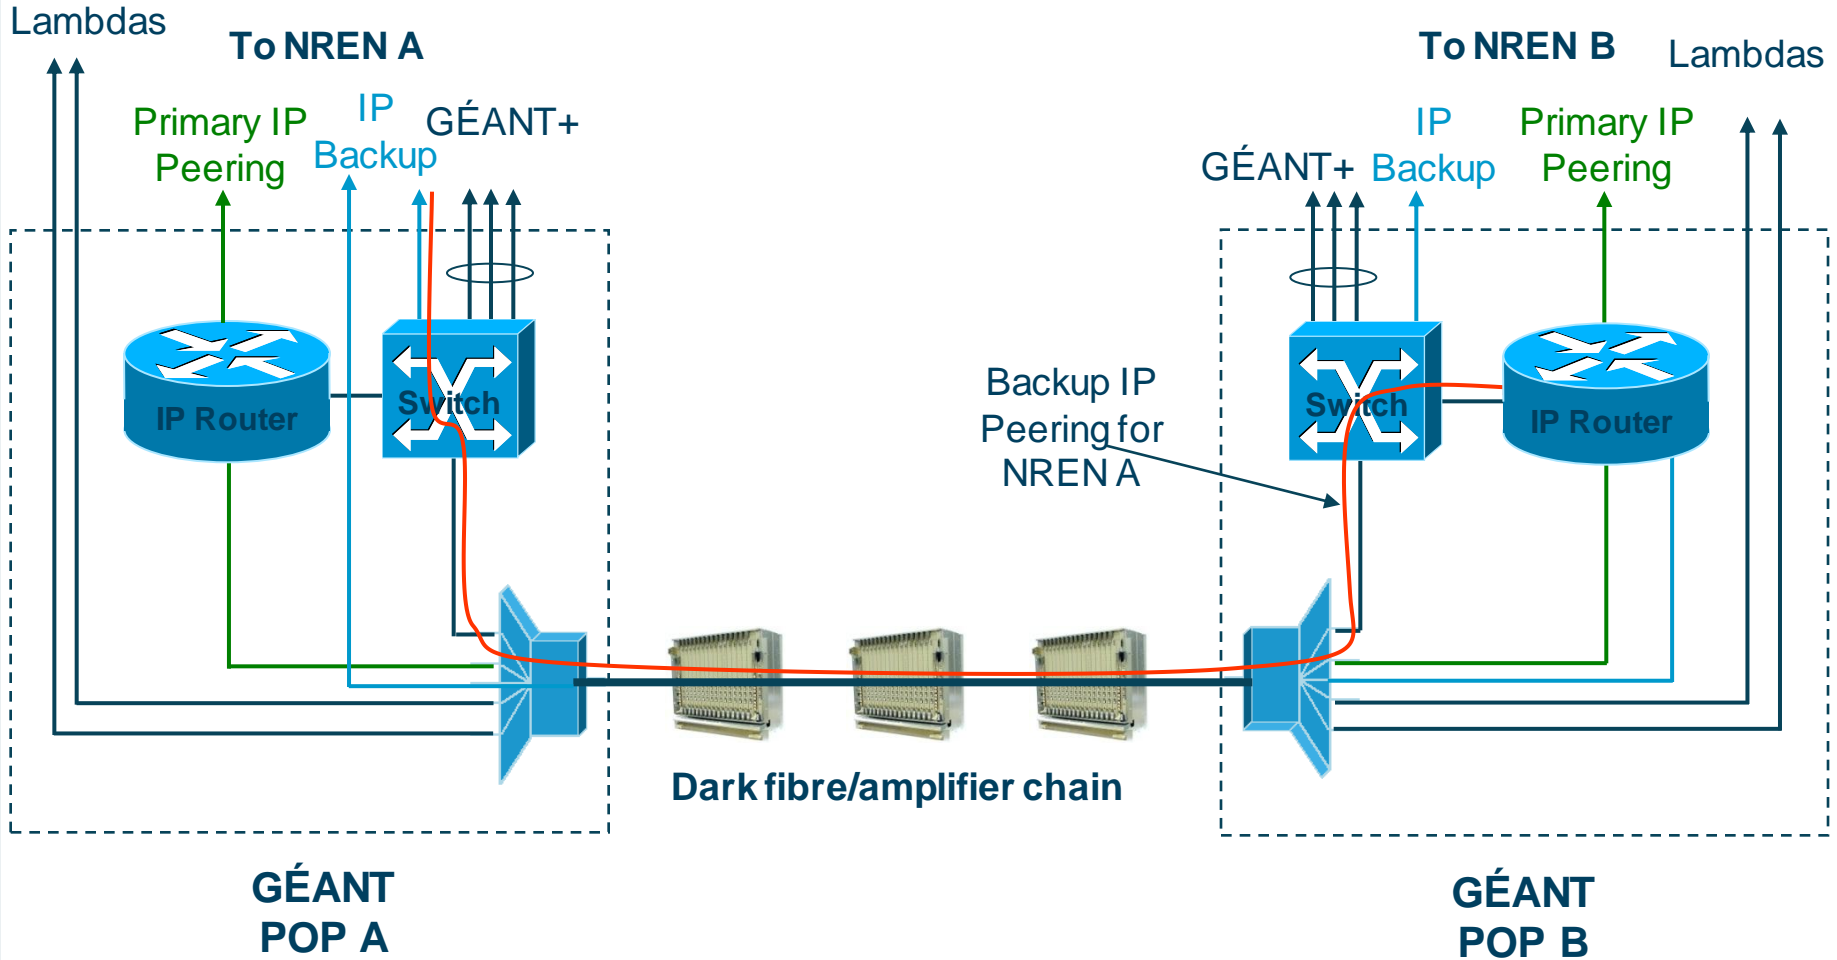 Lambdas
To NREN A
IP
Backup
Primary IP
Peering
GÉANT+
To NREN B
Lambdas
GÉANT+
IP
Backup
Primary IP
Peering
IP Router
Switch
Backup IP
Peering for
NREN A
Switch
IP Router
Dark fibre/amplifier chain
GÉANT
POP A
GÉANT
POP B